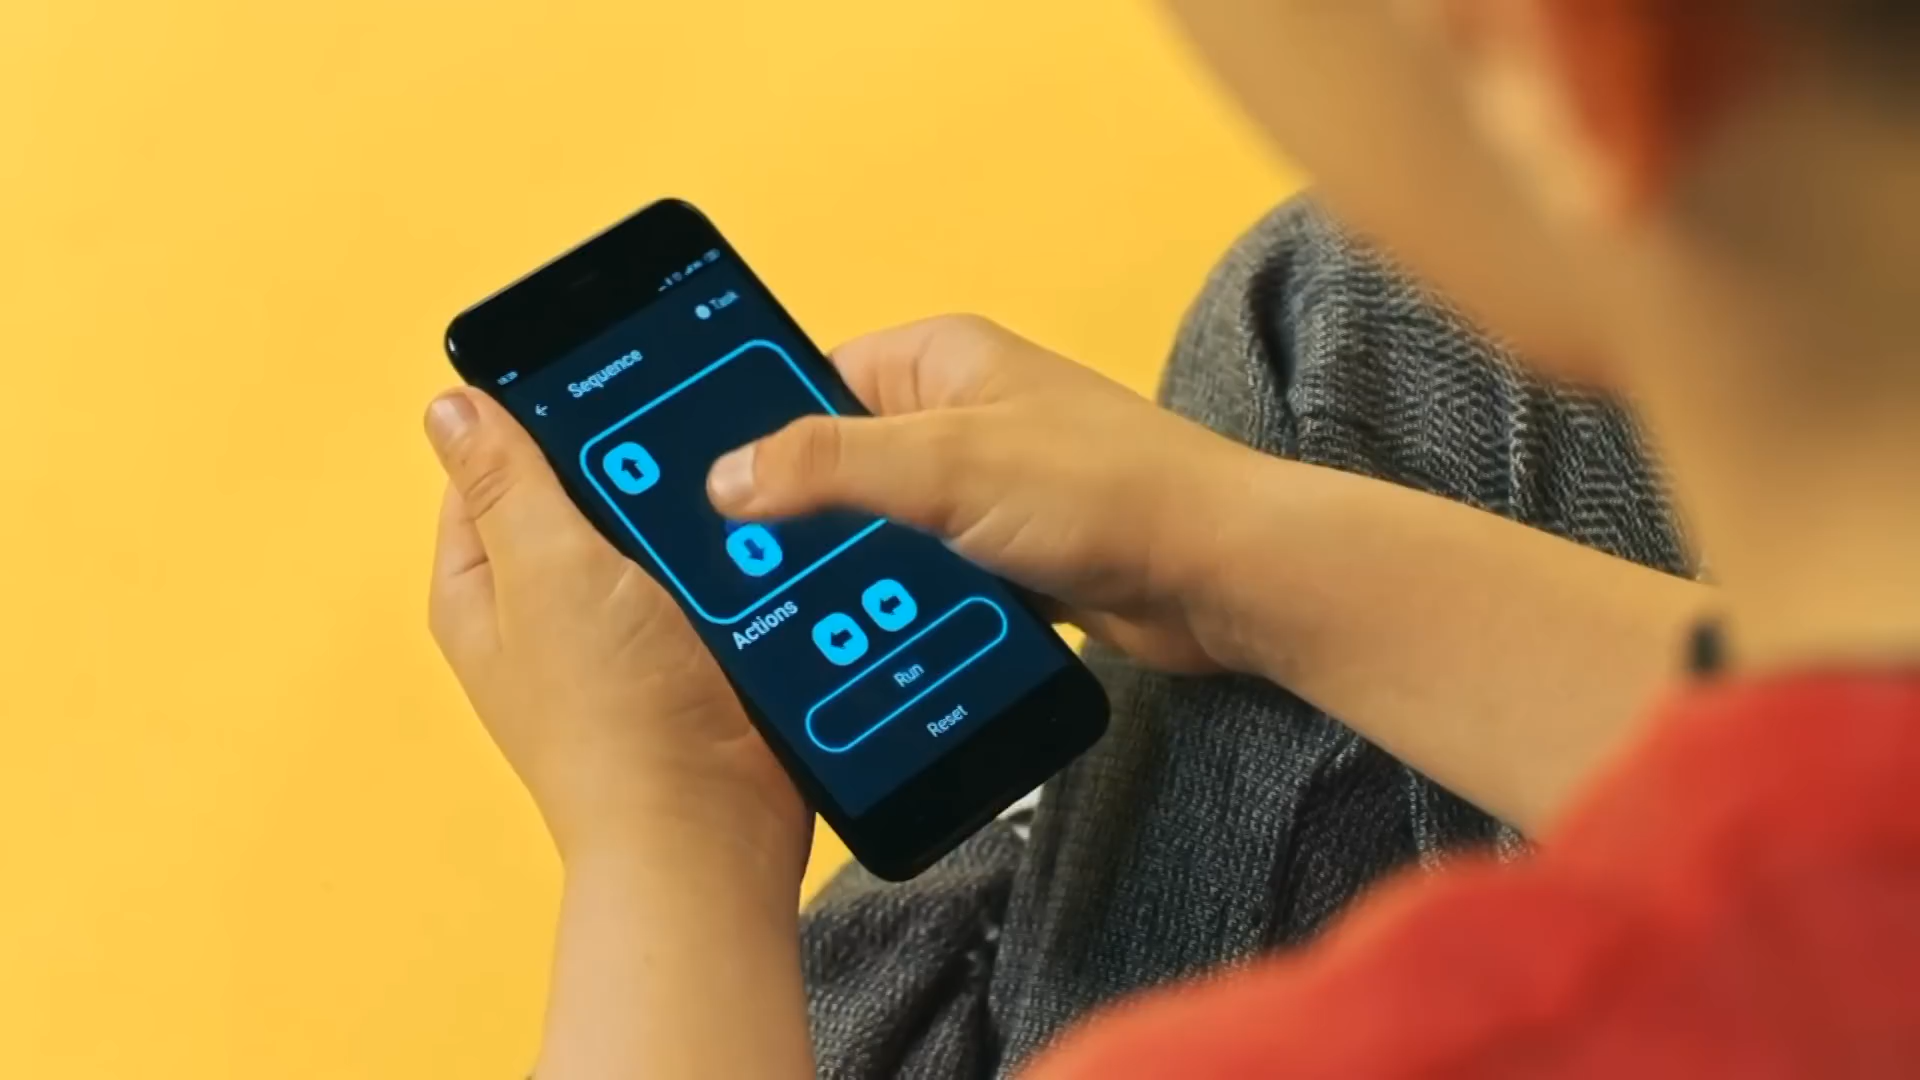 Task
Sequence
Actions
Run
Reset